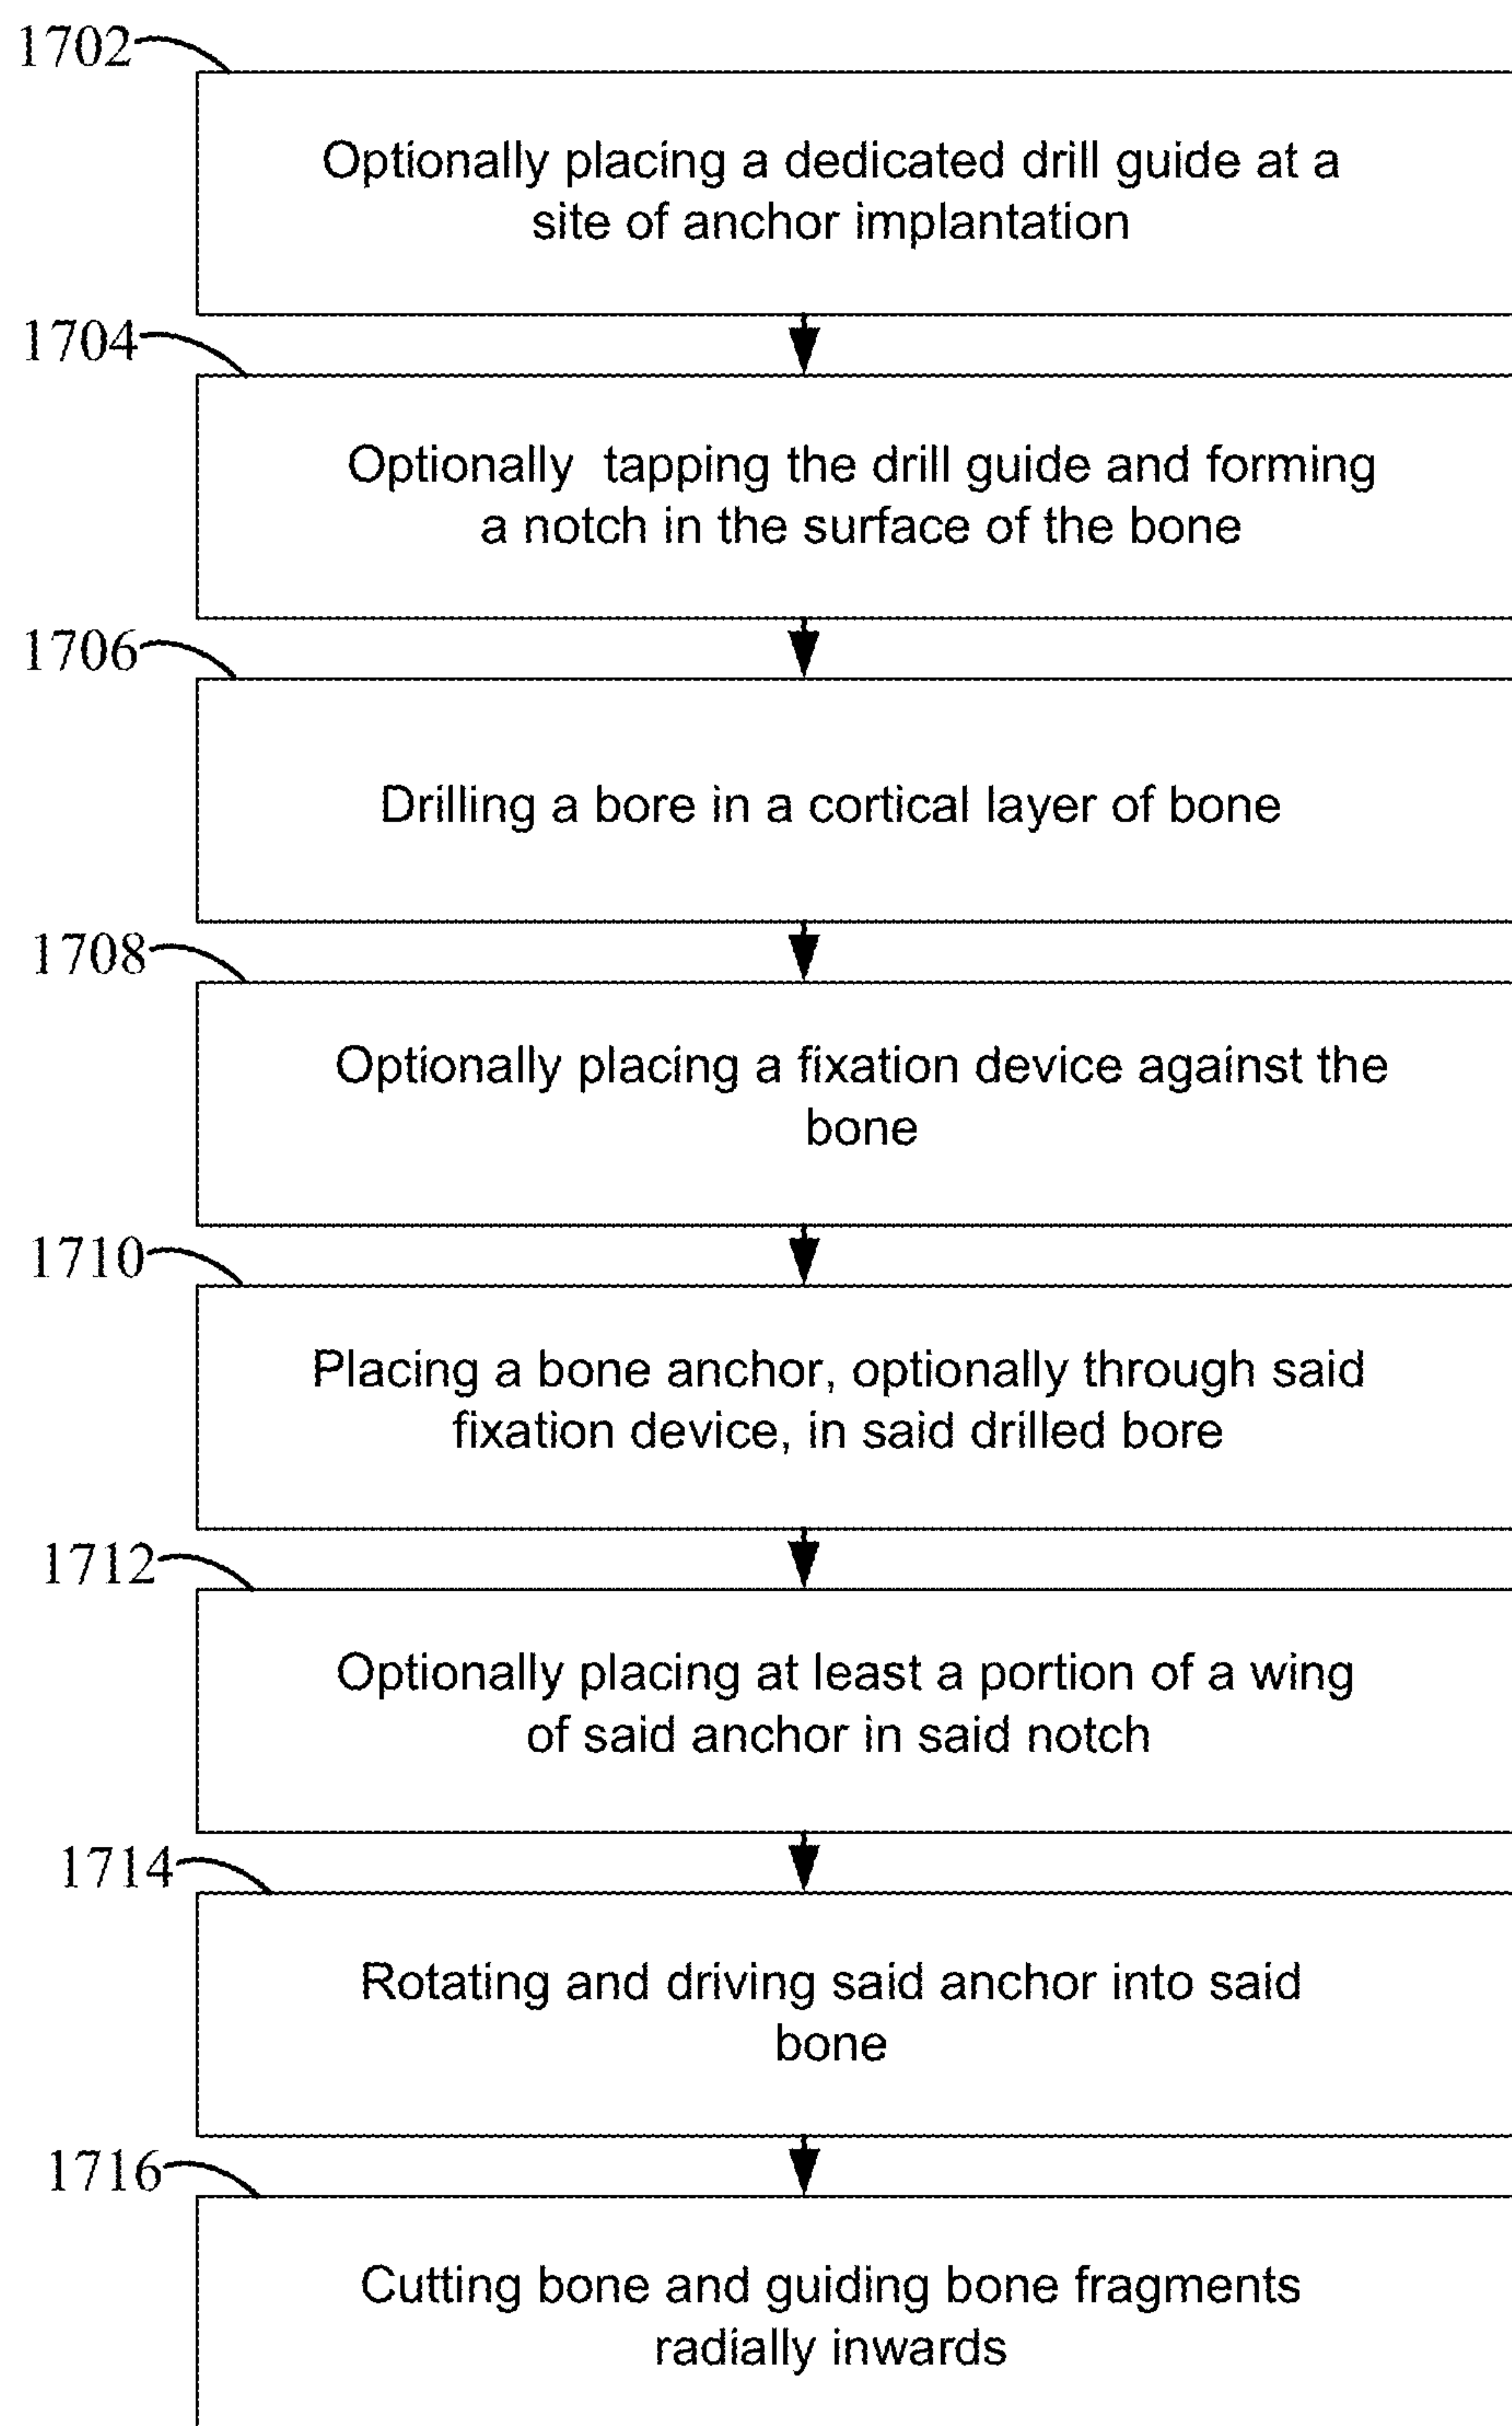 1702
Optionally placing a dedicated drill guide at a
site of anchor implantation
1704
Optionally tapping the drill guide and forming
a notch in the surface of the bone
1706
Drilling a bore in a cortical layer of bone
1708
Optionally placing a fixation device against the
bone
1710
Placing a bone anchor, optionally through said
fixation device, in said drilled bore
1712
Optionally placing at least a portion of a wing
of said anchor in said notch
1714
Rotating and driving said anchor into said
bone
1716
Cutting bone and guiding bone fragments
radially inwards